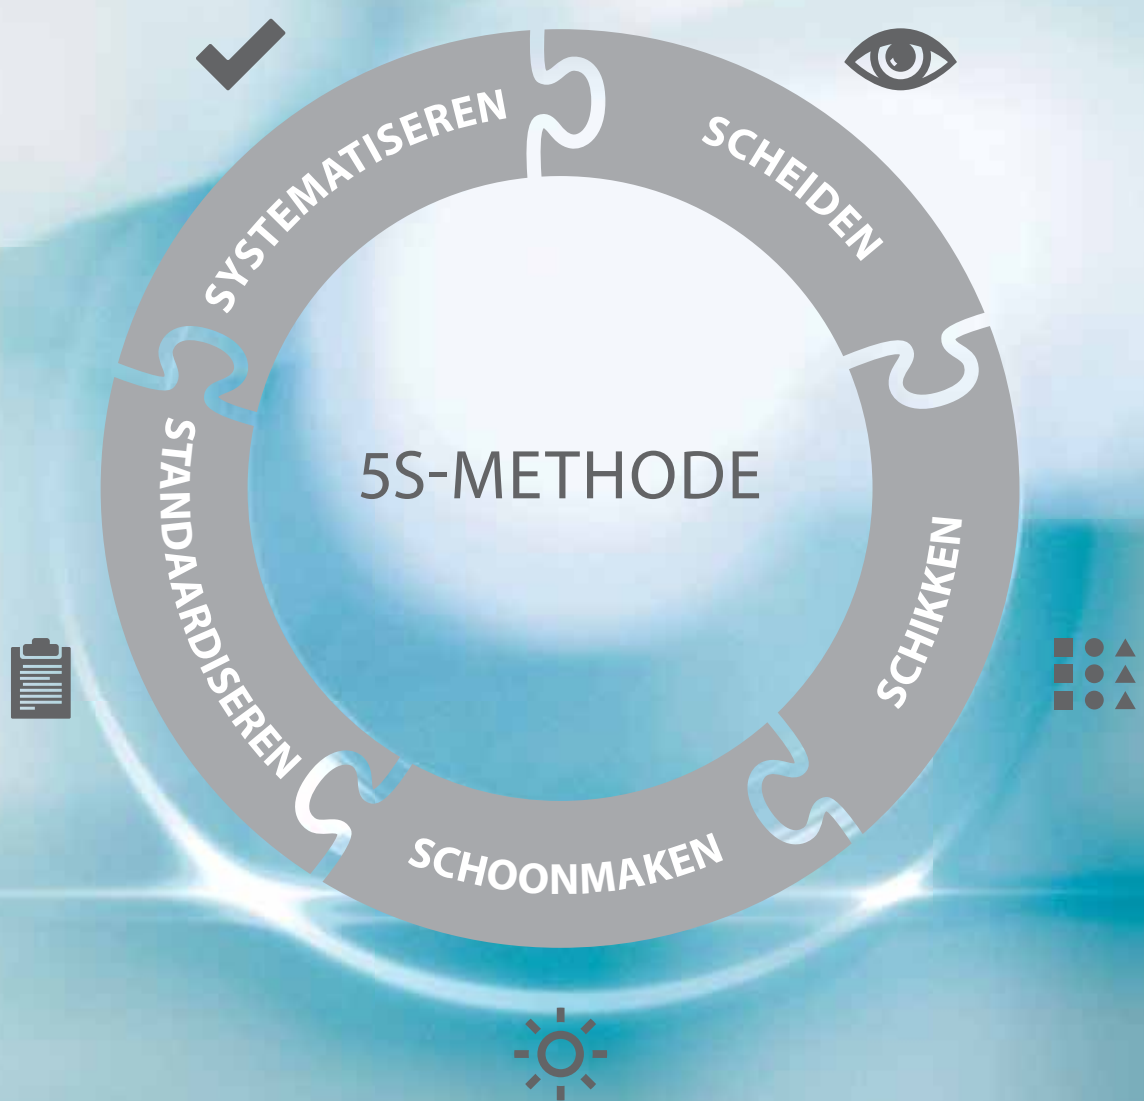 5S-METHODE
SCHEIDEN
SCHIKKEN
SCHOONMAKEN
STANDAARDISEREN
SYSTEMATISEREN